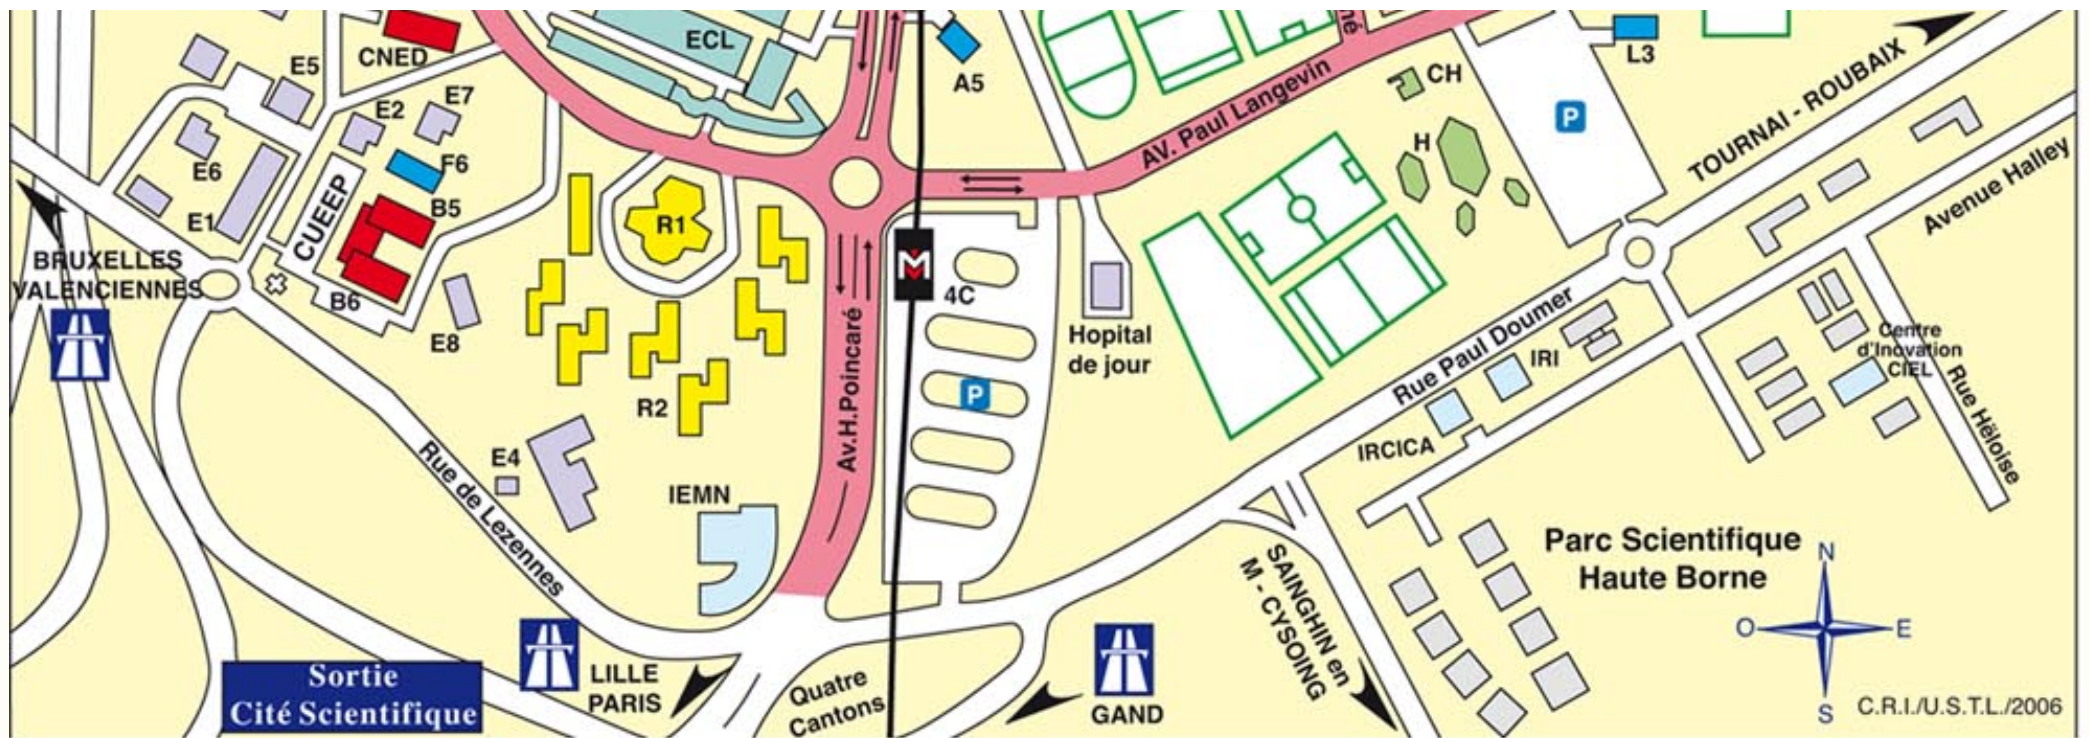 ECL
CNED
E5
A5
L3
CH
TOURNAI - ROUBAIX
E7
E2
P
AV. Paul Langevin
H
E6
F6
CUEEP
B5
E1
R1
Avenue Halley
BRUXELLES
VALENCIENNES
B6
M
4C
E8
Av.H.Poincaré
Hopital
de jour
Rue Paul Doumer
IRI
Centre
d'Inovation
CIEL
R2
P
Rue Hëloise
IRCICA
E4
Rue de Lezennes
IEMN
Parc Scientifique
Haute Borne
SAINGHIN en
M - CYSOING
N
O
E
S
LILLE
PARIS
Sortie
Cité Scientifique
Quatre
Cantons
GAND
C.R.I./U.S.T.L./2006